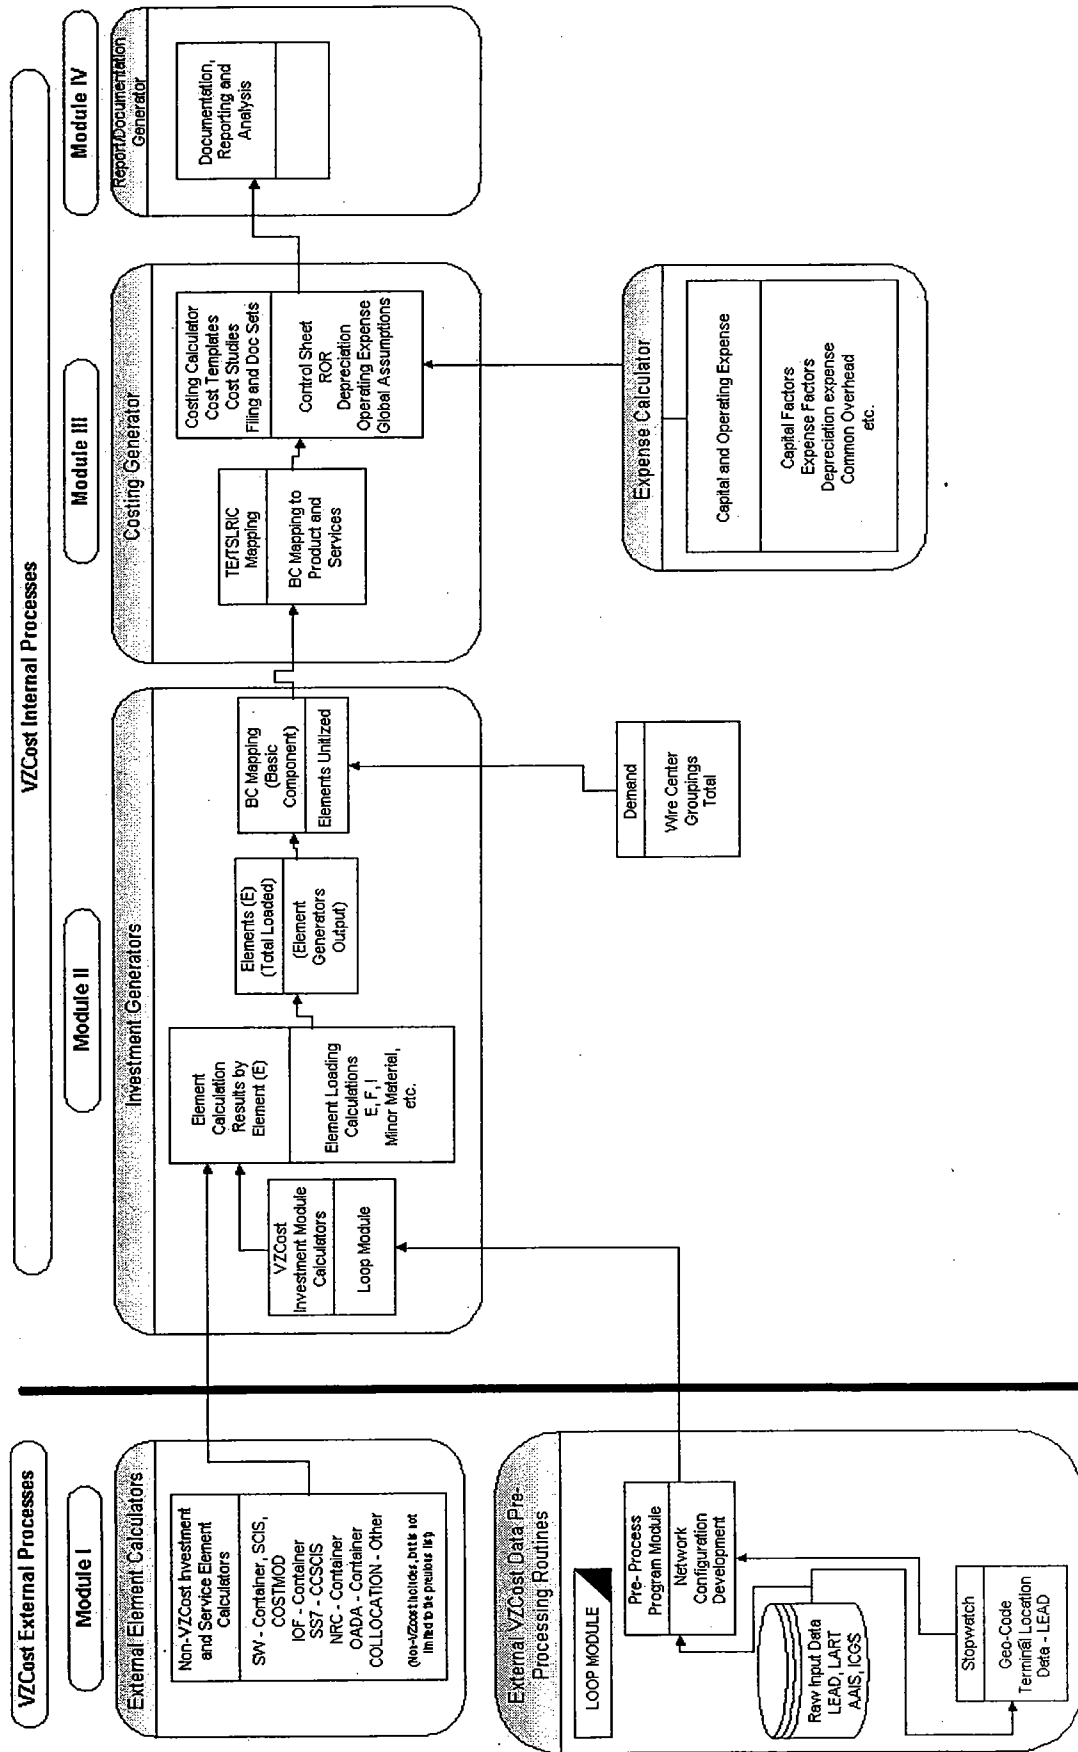 VZCost External Processes
VZCost Internal Processes
Module I
Module II
Module III
Module IV
External Element Calculators
Non-VZCost Investment
and Service Element
Calculators
SW - Container, SCIS,
COSTMOD
IOF - Container
SS7 - CCSCIS
NRC - Container
OADA - Container
COLLOCATION - Other
(Non-VZcost includes, but is not
limited to the previous list)
External VZCost Data Pre-
Processing Routines
LOOP MODULE
Pre- Process
Program Module
Network
Configuration
Development
Raw Input Data
LEAD, LART
AAIS, ICGS
Stopwatch
Geo-Code
Terminal Location
Data - LEAD
Investment Generators
VZCost
Investment Module
Calculators
Loop Module
Element
Calculation
Results by
Element (E)
Element Loading
Calculations
E, F, I
Minor Material,
etc.
Elements (E)
(Total Loaded)
(Element
Generators
Output)
BC Mapping
(Basic
Component)
Elements Unitized
Demand
Wire Center
Groupings
Total
Costing Generator
TE/TSLRIC
Mapping
BC Mapping to
Product and
Services
Costing Calculator
Cost Templates
Cost Studies
Filing and Doc Sets
Control Sheet
ROR
Depreciation
Operating Expense
Global Assumptions
Expense Calculator
Capital and Operating Expense
Capital Factors
Expense Factors
Depreciation expense
Common Overhead
etc.
Report/Documentation
Generator
Documentation,
Reporting and
Analysis